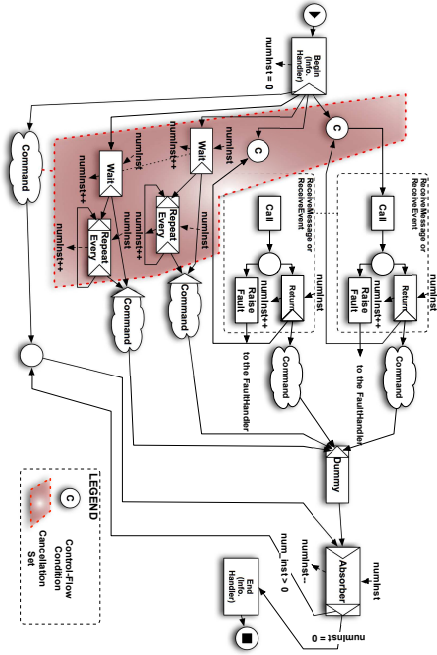 Begin
(Info.
Handler)
numInst = 0
C
Call
ReceiveMessage or
ReceiveEvent
Return
Raise
Fault
numInst
numInst++
Command
to the FaultHandler
C
Call
ReceiveMessage or
ReceiveEvent
Return
Raise
Fault
numInst
numInst++
Command
to the FaultHandler
Wait
numInst
numInst++
Repeat
Every
numInst
numInst++
Command
Wait
numInst
numInst++
Repeat
Every
numInst
numInst++
Command
Command
Dummy
Absorber
numInst
numInst --
num_inst > 0
numInst = 0
End
(Info.
Handler)
LEGEND
C
Control-Flow
Condition
Cancellation
Set